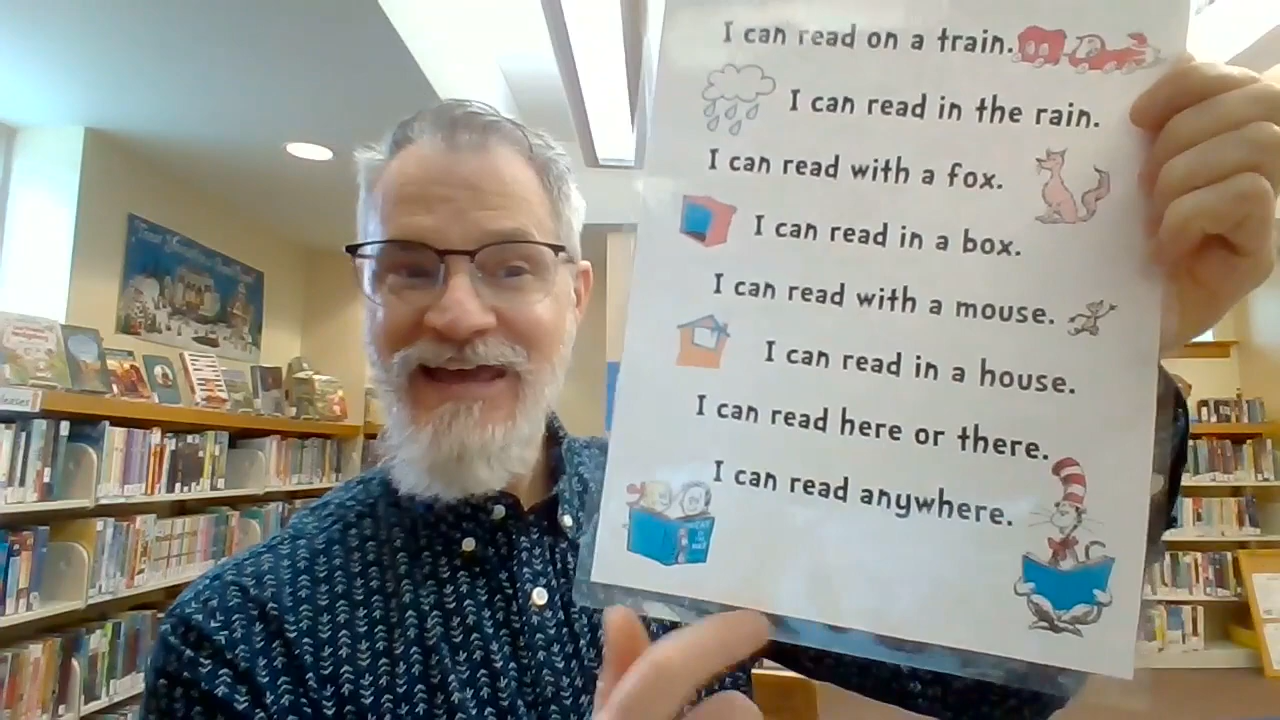 I can read on a train.
I can read in the rain.
I can read with a fox.
I can read in a box.
I can read with a mouse.
I can read in a house.
I can read here or there.
I can read anywhere.